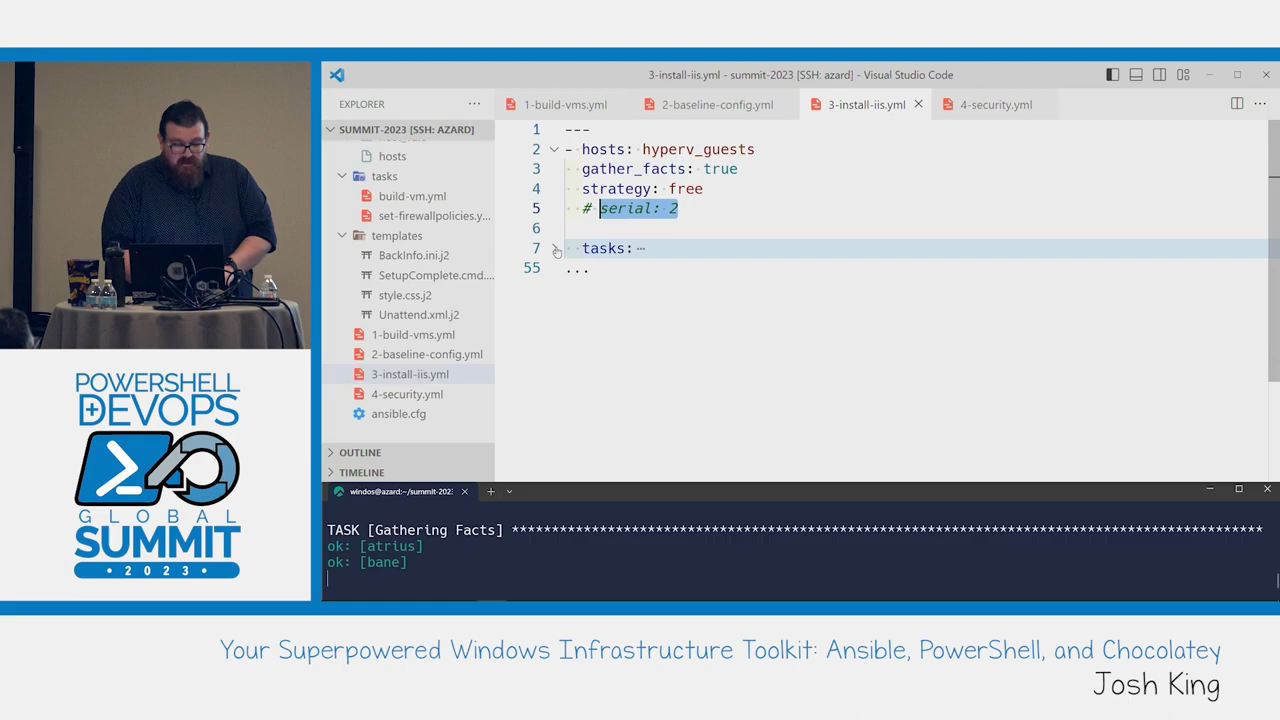 3-install-iis.yml - summit-2023 [SSH: azard] - Visual Studio Code
EXPLORER
SUMMIT-2023 [SSH: AZARD]
hosts
tasks
build-vm.yml
set-firewallpolicies.y...
templates
BackInfo.ini.j2
SetupComplete.cmd....
style.css.j2
Unattend.xml.j2
1-build-vms.yml
2-baseline-config.yml
3-install-iis.yml
4-security.yml
ansible.cfg
OUTLINE
TIMELINE
1-build-vms.yml 2-baseline-config.yml 3-install-iis.yml 4-security.yml
1 ---
2 - hosts: hyperv_guests
3 gather_facts: true
4 strategy: free
5 # serial: 2
6
7 tasks: ...
55 ...
windos@azard:~/summit-202:
TASK [Gathering Facts] ****************************************************************************************************
ok: [atrius]
ok: [bane]
POWERSHELL
+DEVOPS
GLOBAL
SUMMIT
• 2023 •
Your Superpowered Windows Infrastructure Toolkit: Ansible, PowerShell, and Chocolatey
Josh King